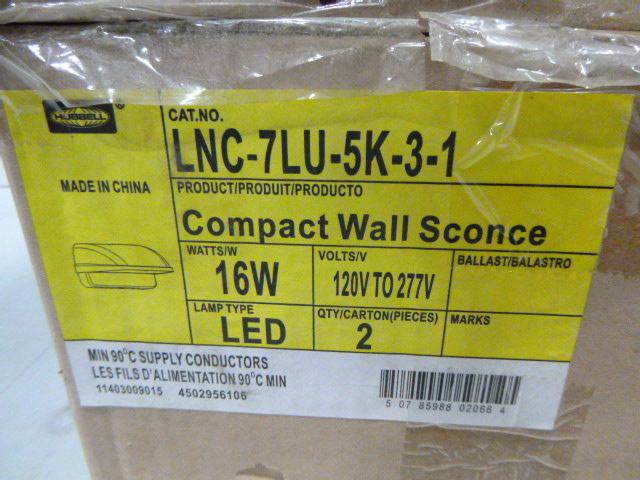 HUBBELL ®
CAT.NO.
LNC-7LU-5K-3-1
MADE IN CHINA
PRODUCT/PRODUIT/PRODUCTO
Compact Wall Sconce
WATTS/W
16W
VOLTS/V
120V TO 277V
BALLAST/BALASTRO
LAMP TYPE
LED
QTY/CARTON(PIECES)
2
MARKS
MIN 90°C SUPPLY CONDUCTORS
LES FILS D'ALIMENTATION 90°C MIN
11403009015 4502956106
5 07 85988 02066 4